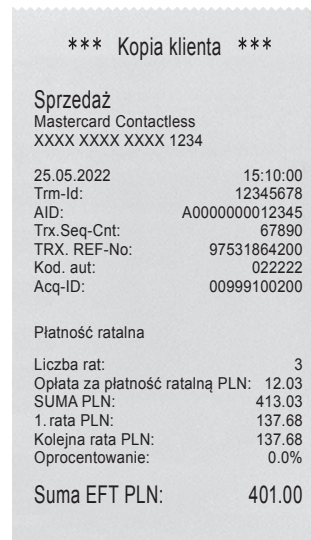 *** Kopia klienta ***
Sprzedaż
Mastercard Contactless
XXXX XXXX XXXX 1234
25.05.2022 15:10:00
Trm-Id: 12345678
AID: A0000000012345
Trx.Seq-Cnt: 67890
TRX. REF-No: 97531864200
Kod. aut: 022222
Acq-ID: 00999100200
Płatność ratalna
Liczba rat: 3
Opłata za płatność ratalną PLN: 12.03
SUMA PLN: 413.03
1. rata PLN: 137.68
Kolejna rata PLN: 137.68
Oprocentowanie: 0.0%
Suma EFT PLN: 401.00